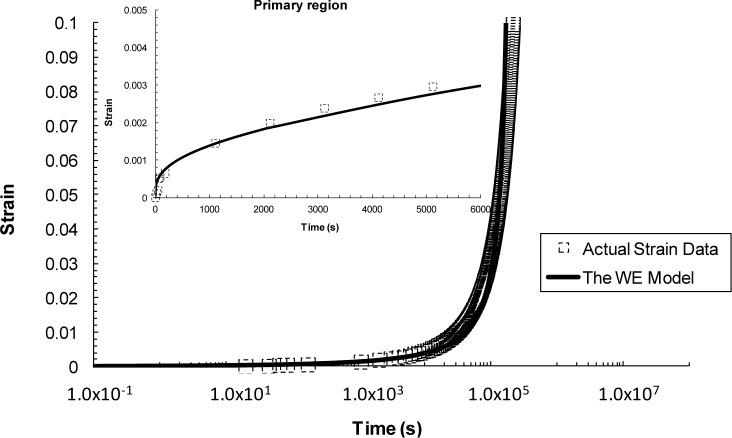 Primary region
0.005
0.004
0.003
0.002
0.001
0
Strain
0 1000 2000 3000 4000 5000 6000
Time (s)
0.1
0.09
0.08
0.07
0.06
0.05
0.04
0.03
0.02
0.01
0
Strain
1.0x10-1 1.0x101 1.0x103 1.0x105 1.0x107
Time (s)
Actual Strain Data
The WE Model